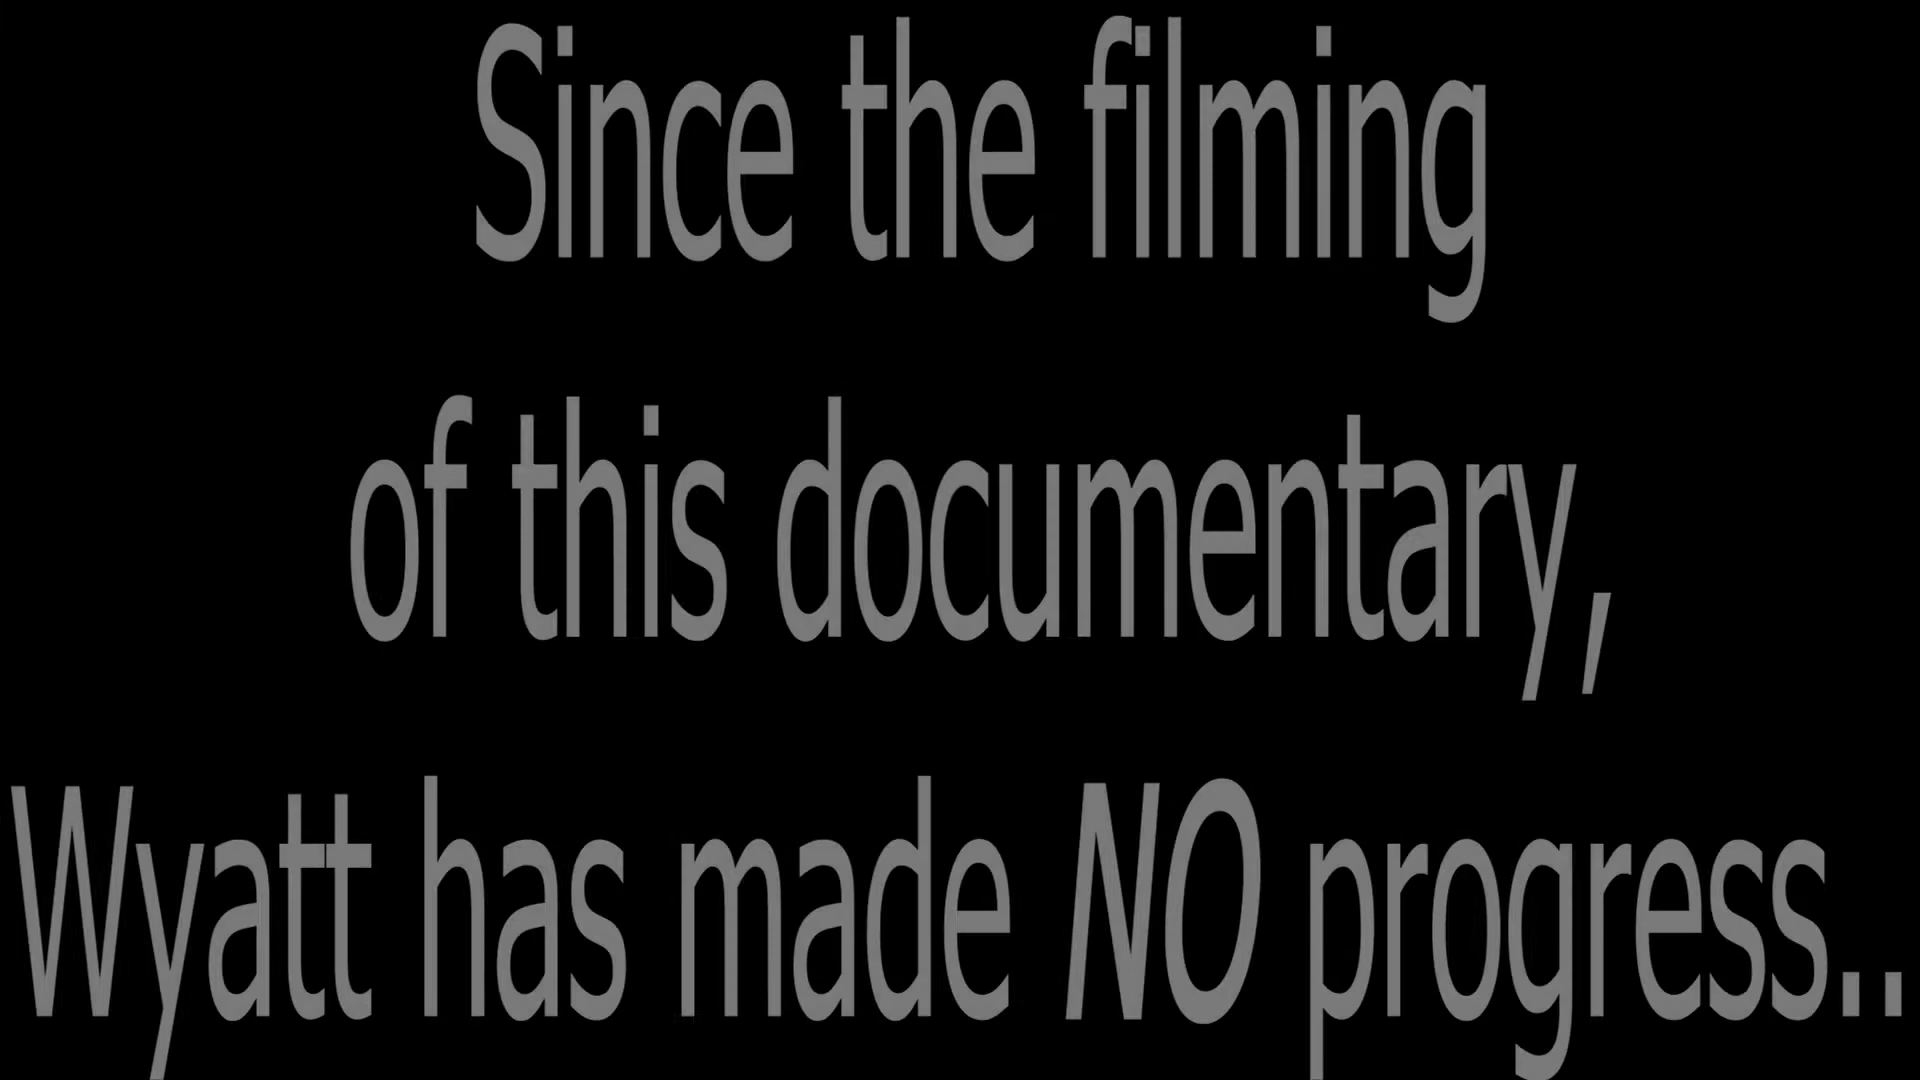 Since the filming
of this documentary,
Wyatt has made NO progress..